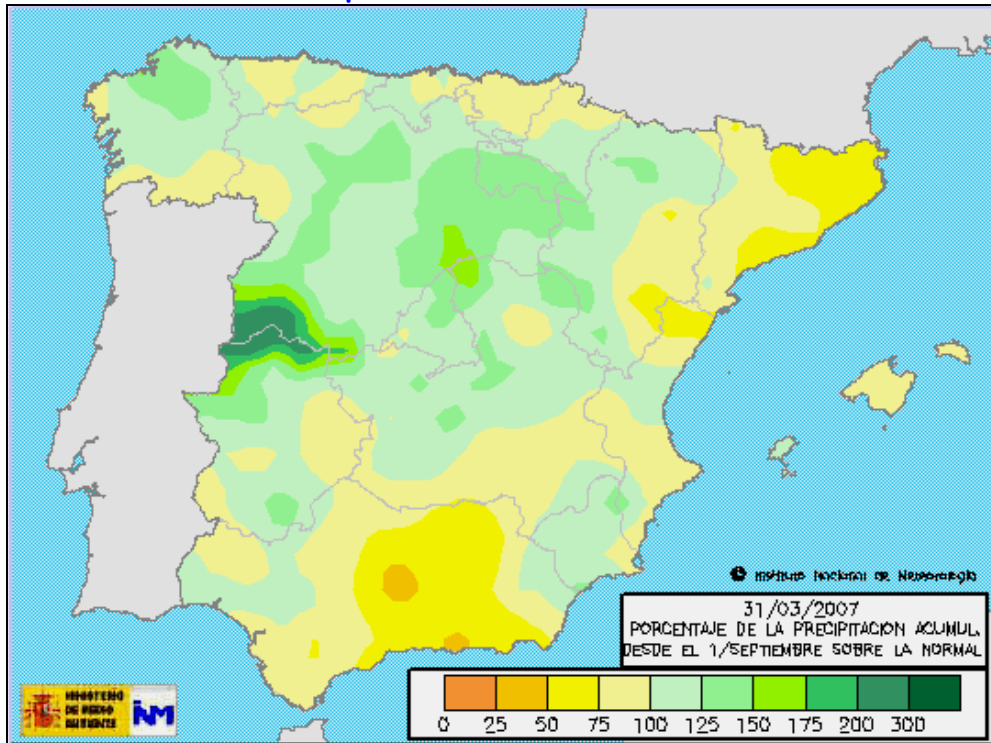 Instituto Nacional de Meteorología
31/03/2007
PORCENTAJE DE LA PRECIPITACION ACUMUL.
DESDE EL 1/SEPTIEMBRE SOBRE LA NORMAL
0 25 50 75 100 125 150 175 200 300
MINISTERIO
DE MEDIO
AMBIENTE
INM